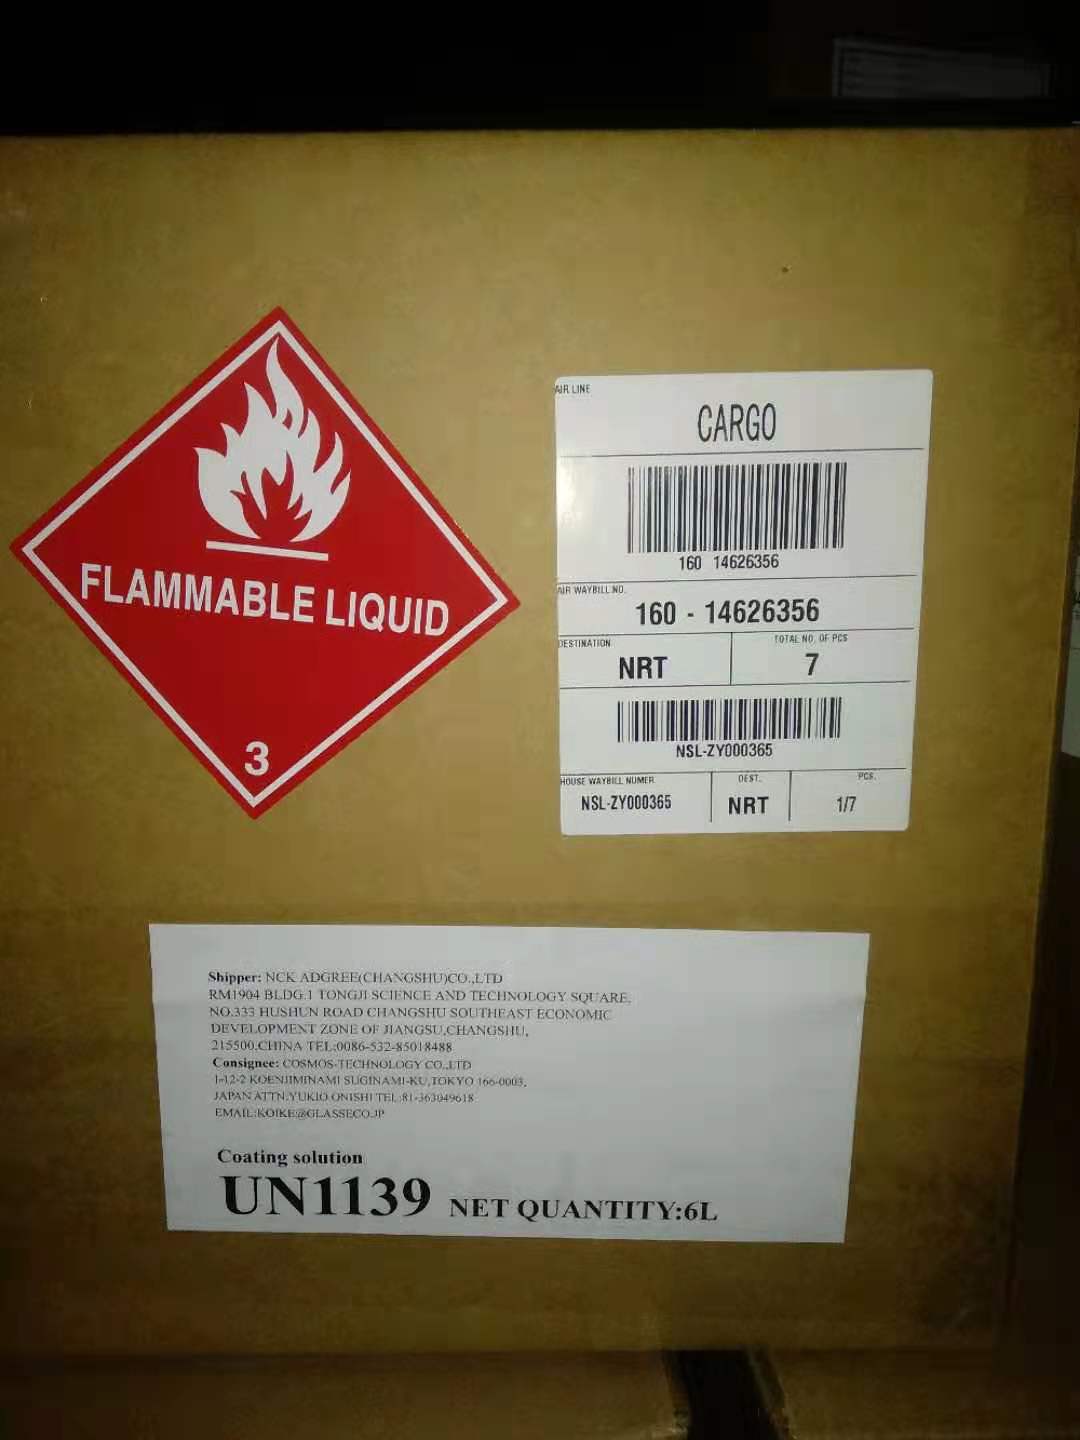 FLAMMABLE LIQUID
3
AIR LINE
CARGO
160 14626356
AIR WAYBILL NO.
160 - 14626356
DESTINATION
NRT
TOTAL NO. OF PCS
7
NSL-ZY000365
HOUSE WAYBILL NUMER
NSL-ZY000365
DEST.
NRT
PCS.
1/7
Shipper: NCK ADGREE(CHANGSHU)CO.,LTD
RM1904 BLDG.1 TONGJI SCIENCE AND TECHNOLOGY SQUARE,
NO.333 HUSHUN ROAD CHANGSHU SOUTHEAST ECONOMIC
DEVELOPMENT ZONE OF JIANGSU,CHANGSHU,
215500,CHINA TEL:0086-532-85018488
Consignee: COSMOS-TECHNOLOGY CO.,LTD
1-12-2 KOENJIMINAMI SUGINAMI-KU,TOKYO 166-0003,
JAPAN ATTN.YUKIO ONISHI TEL:81-363049618
EMAIL:KOIKE@GLASSECO.JP
Coating solution
UN1139 NET QUANTITY:6L